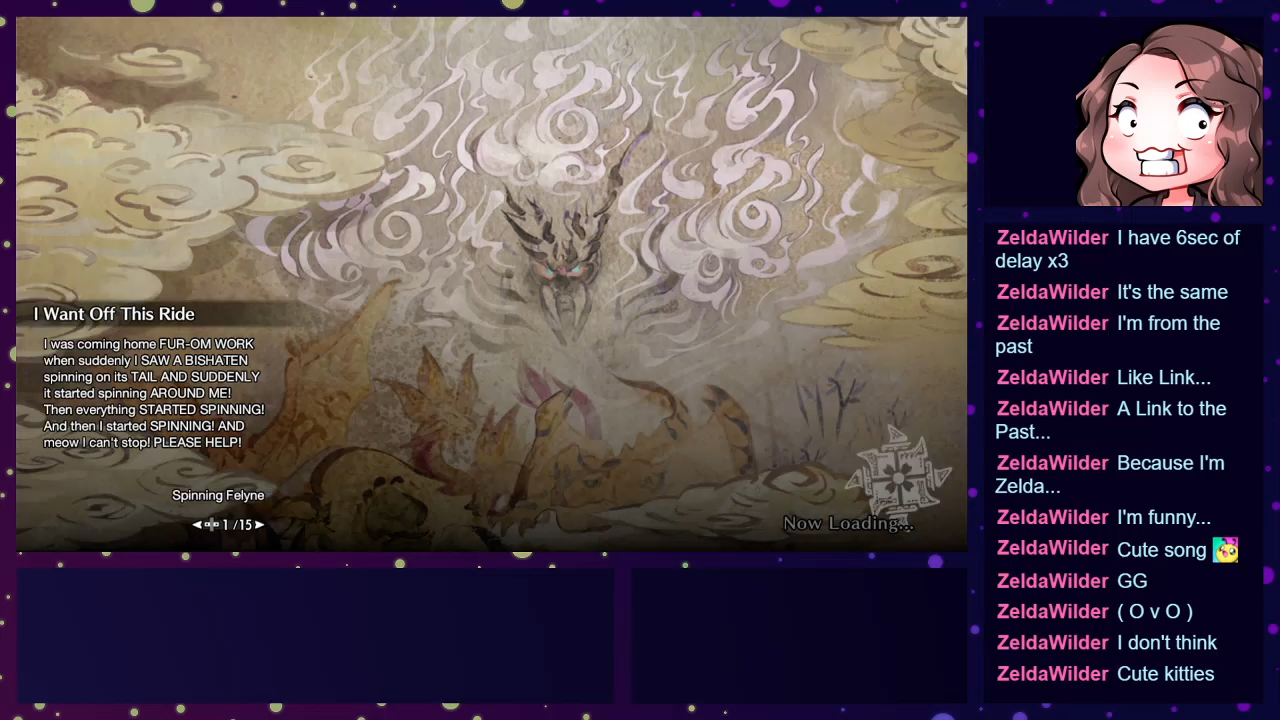 I Want Off This Ride
I was coming home FUR-OM WORK
when suddenly I SAW A BISHATEN
spinning on its TAIL AND SUDDENLY
it started spinning AROUND ME!
Then everything STARTED SPINNING!
And then I started SPINNING! AND
meow I can't stop! PLEASE HELP!
Spinning Felyne
1 /15
Now Loading...
ZeldaWilder I have 6sec of
delay x3
ZeldaWilder It's the same
ZeldaWilder I'm from the
past
ZeldaWilder Like Link...
ZeldaWilder A Link to the
Past...
ZeldaWilder Because I'm
Zelda...
ZeldaWilder I'm funny...
ZeldaWilder Cute song
ZeldaWilder GG
ZeldaWilder ( O v O )
ZeldaWilder I don't think
ZeldaWilder Cute kitties